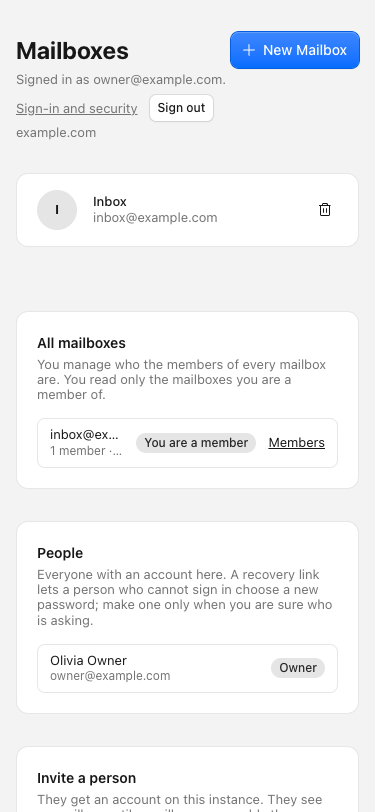 Mailboxes
New Mailbox
Signed in as owner@example.com.
Sign-in and security
Sign out
example.com
I
Inbox
inbox@example.com
All mailboxes
You manage who the members of every mailbox
are. You read only the mailboxes you are a
member of.
inbox@ex...
1 member ·...
You are a member
Members
People
Everyone with an account here. A recovery link
lets a person who cannot sign in choose a new
password; make one only when you are sure who
is asking.
Olivia Owner
owner@example.com
Owner
Invite a person
They get an account on this instance. They see